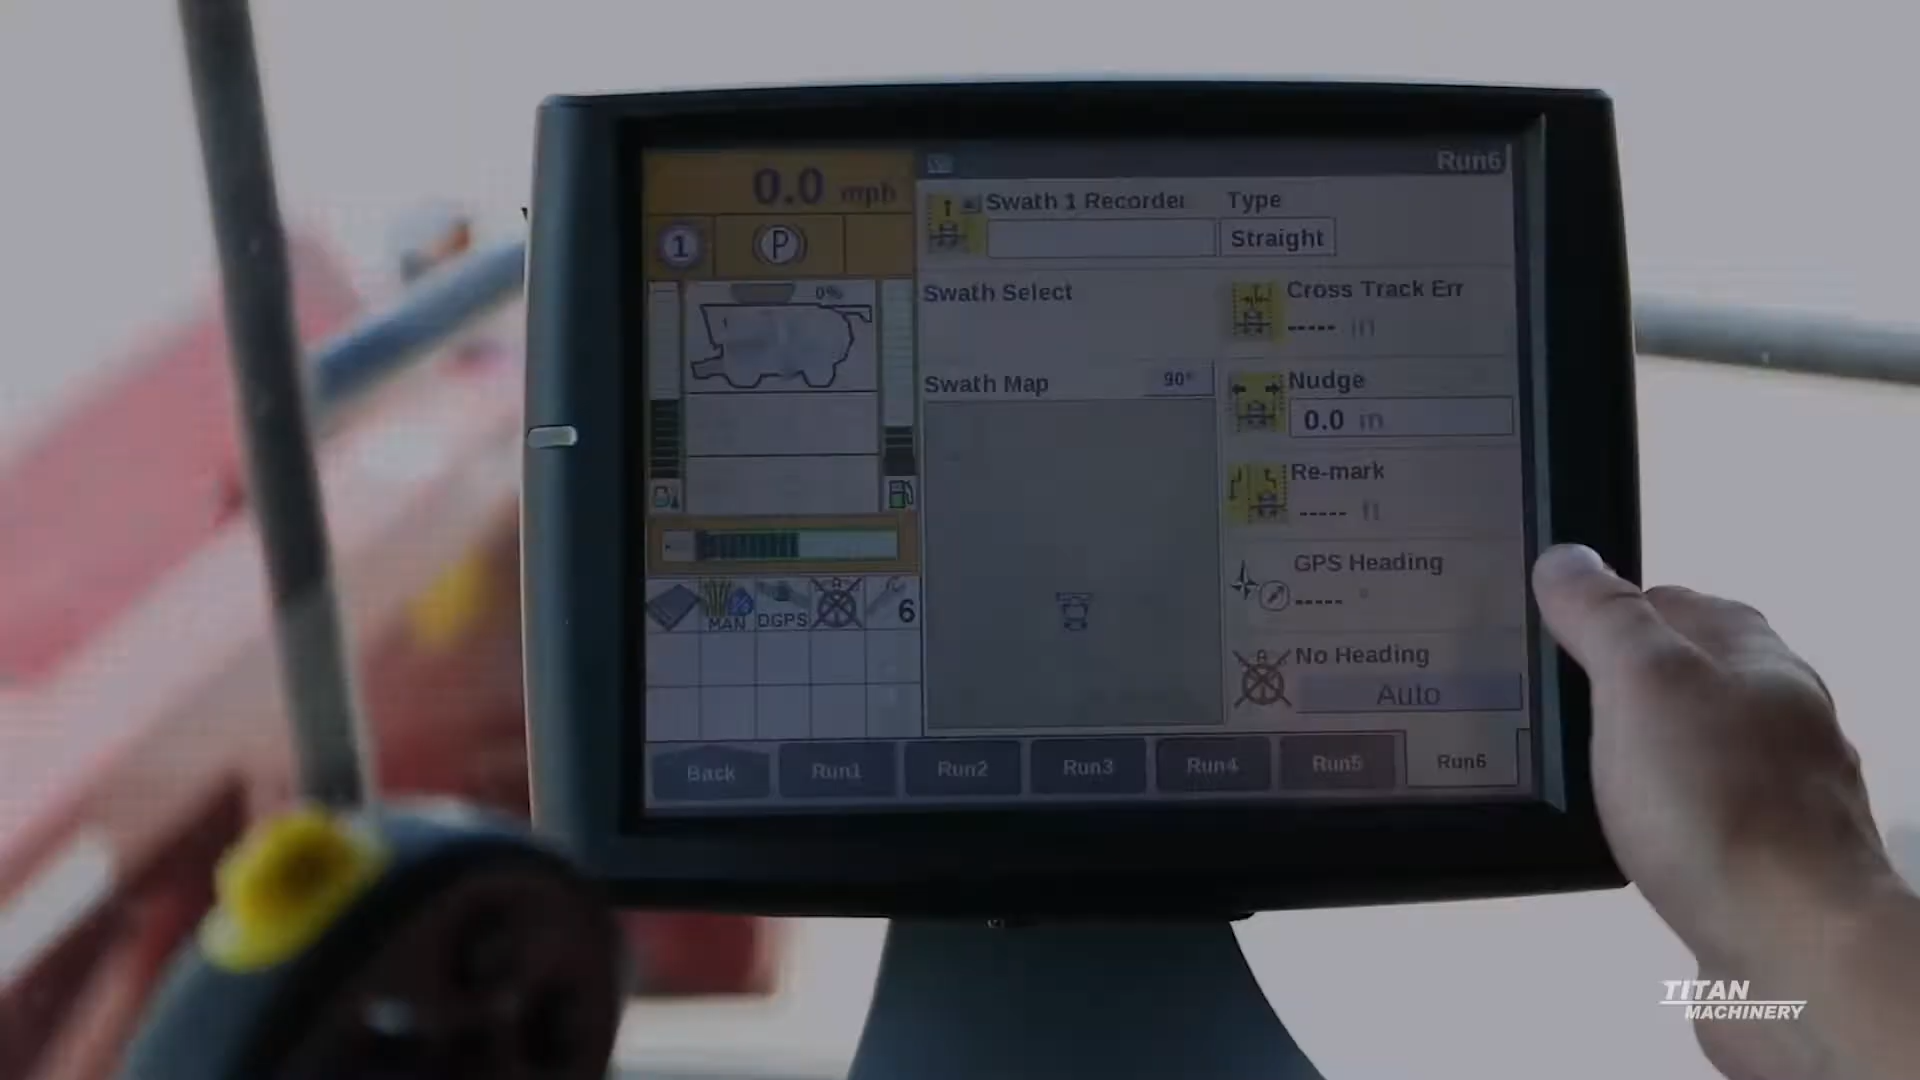 0.0 mph
1
P
0%
MAN
DGPS
6
Run6
Swath 1 Recorder
Type
Straight
Swath Select
Cross Track Err
----- in
Swath Map
90°
Nudge
0.0 in
Re-mark
----- ft
GPS Heading
----- °
No Heading
Auto
Back
Run1
Run2
Run3
Run4
Run5
Run6
TITAN
MACHINERY